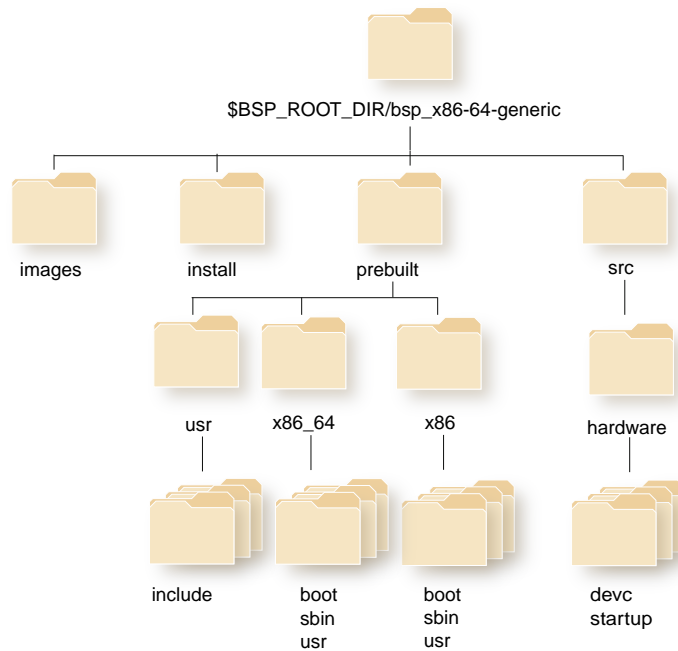 $BSP_ROOT_DIR/bsp_x86-64-generic
images
install
prebuilt
src
usr
x86_64
x86
hardware
include
boot
sbin
usr
boot
sbin
usr
devc
startup